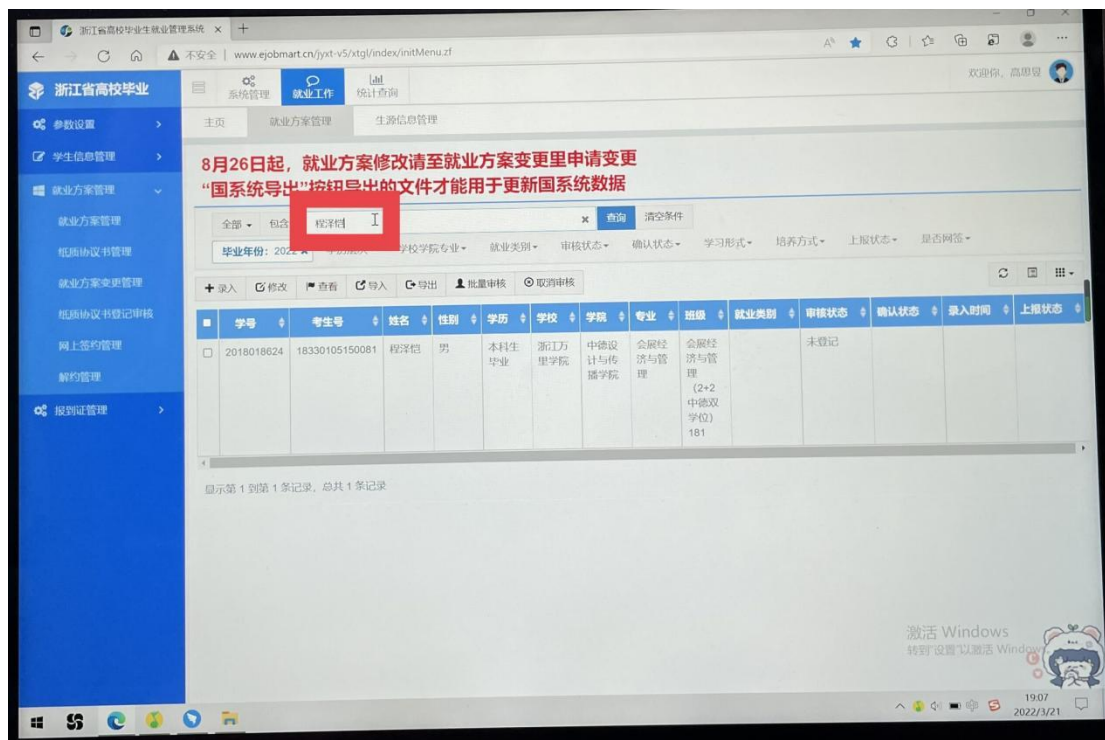 浙江省高校毕业生就业管理系统
不安全 | www.ejobmart.cn/jyxt-v5/xtgl/index/initMenu.zf
浙江省高校毕业
系统管理 就业工作 统计查询
欢迎你，高思昱
主页 就业方案管理 生源信息管理
参数设置
学生信息管理
就业方案管理
就业方案管理
纸质协议书管理
就业方案变更管理
纸质协议书登记审核
网上签约管理
解约管理
报到证管理
8月26日起，就业方案修改请至就业方案变更里申请变更
“国系统导出”按钮导出的文件才能用于更新国系统数据
全部 包含 程泽恺 查询 清空条件
毕业年份：2022 学校学院专业 就业类别 审核状态 确认状态 学习形式 培养方式 上报状态 是否网签
录入 修改 查看 导入 导出 批量审核 取消审核
学号 考生号 姓名 性别 学历 学校 学院 专业 班级 就业类别 审核状态 确认状态 录入时间 上报状态
2018018624 18330105150081 程泽恺 男 本科生 浙江万 中德设 会展经 会展经 未登记
毕业 里学院 计与传 济与管 济与管
播学院 理 理
(2+2
中德双
学位)
181
显示第 1 到第 1 条记录，总共 1 条记录
激活 Windows
转到“设置”以激活 Windows
19:07
2022/3/21